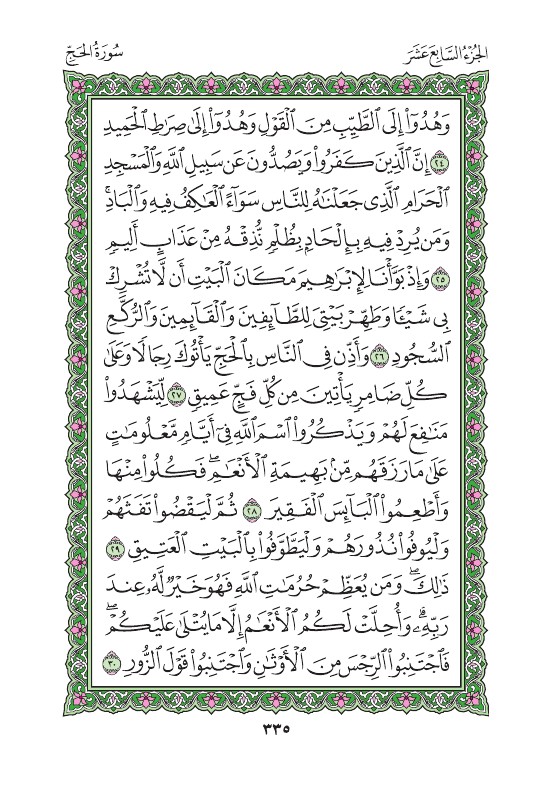 الجُزْءُ السَّابِعَ عَشَرَ
سُورَةُ الحَجِّ
وَهُدُوٓا۟ إِلَى ٱلطَّيِّبِ مِنَ ٱلْقَوْلِ وَهُدُوٓا۟ إِلَىٰ صِرَٰطِ ٱلْحَمِيدِ
٢٤ إِنَّ ٱلَّذِينَ كَفَرُوا۟ وَيَصُدُّونَ عَن سَبِيلِ ٱللَّهِ وَٱلْمَسْجِدِ
ٱلْحَرَامِ ٱلَّذِى جَعَلْنَٰهُ لِلنَّاسِ سَوَآءً ٱلْعَٰكِفُ فِيهِ وَٱلْبَادِ ۚ
وَمَن يُرِدْ فِيهِ بِإِلْحَادٍۭ بِظُلْمٍ نُّذِقْهُ مِنْ عَذَابٍ أَلِيمٍ
٢٥ وَإِذْ بَوَّأْنَا لِإِبْرَٰهِيمَ مَكَانَ ٱلْبَيْتِ أَن لَّا تُشْرِكْ
بِى شَيْـًٔا وَطَهِّرْ بَيْتِىَ لِلطَّآئِفِينَ وَٱلْقَآئِمِينَ وَٱلرُّكَّعِ
ٱلسُّجُودِ ٢٦ وَأَذِّن فِى ٱلنَّاسِ بِٱلْحَجِّ يَأْتُوكَ رِجَالًا وَعَلَىٰ
كُلِّ ضَامِرٍ يَأْتِينَ مِن كُلِّ فَجٍّ عَمِيقٍ ٢٧ لِّيَشْهَدُوا۟
مَنَٰفِعَ لَهُمْ وَيَذْكُرُوا۟ ٱسْمَ ٱللَّهِ فِىٓ أَيَّامٍ مَّعْلُومَٰتٍ
عَلَىٰ مَا رَزَقَهُم مِّنۢ بَهِيمَةِ ٱلْأَنْعَٰمِ ۖ فَكُلُوا۟ مِنْهَا
وَأَطْعِمُوا۟ ٱلْبَآئِسَ ٱلْفَقِيرَ ٢٨ ثُمَّ لْيَقْضُوا۟ تَفَثَهُمْ
وَلْيُوفُوا۟ نُذُورَهُمْ وَلْيَطَّوَّفُوا۟ بِٱلْبَيْتِ ٱلْعَتِيقِ ٢٩
ذَٰلِكَ ۖ وَمَن يُعَظِّمْ حُرُمَٰتِ ٱللَّهِ فَهُوَ خَيْرٌ لَّهُۥ عِندَ
رَبِّهِۦ ۗ وَأُحِلَّتْ لَكُمُ ٱلْأَنْعَٰمُ إِلَّا مَا يُتْلَىٰ عَلَيْكُمْ ۖ
فَٱجْتَنِبُوا۟ ٱلرِّجْسَ مِنَ ٱلْأَوْثَٰنِ وَٱجْتَنِبُوا۟ قَوْلَ ٱلزُّورِ ٣٠
٣٣٥